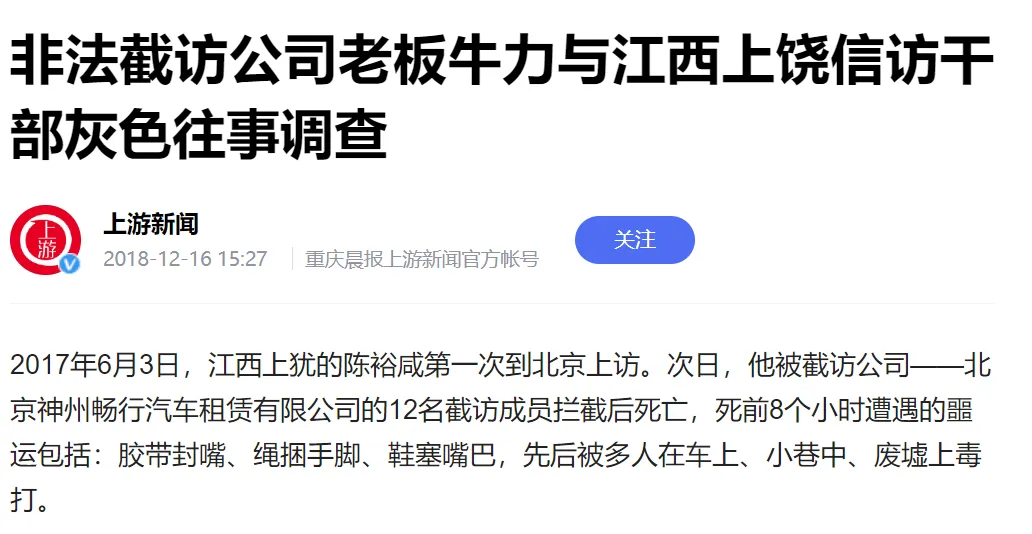 非法截访公司老板牛力与江西上饶信访干
部灰色往事调查
上游
上游新闻
2018-12-16 15:27
重庆晨报上游新闻官方帐号
关注
2017年6月3日，江西上犹的陈裕咸第一次到北京上访。次日，他被截访公司——北
京神州畅行汽车租赁有限公司的12名截访成员拦截后死亡，死前8个小时遭遇的噩
运包括：胶带封嘴、绳捆手脚、鞋塞嘴巴，先后被多人在车上、小巷中、废墟上毒
打。